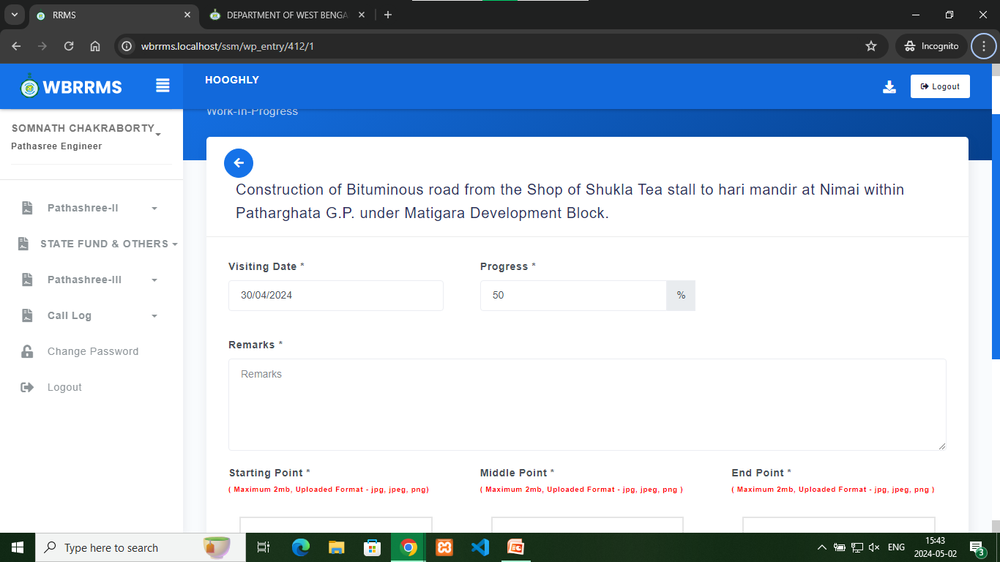 RRMS
DEPARTMENT OF WEST BENGA
wbrrms.localhost/ssm/wp_entry/412/1
Incognito
WBRRMS
HOOGHLY
Logout
Work-In-Progress
SOMNATH CHAKRABORTY
Pathasree Engineer
Pathashree-II
STATE FUND & OTHERS
Pathashree-III
Call Log
Change Password
Logout
Construction of Bituminous road from the Shop of Shukla Tea stall to hari mandir at Nimai within
Patharghata G.P. under Matigara Development Block.
Visiting Date * Progress *
30/04/2024 50 %
Remarks *
Remarks
Starting Point * Middle Point * End Point *
( Maximum 2mb, Uploaded Format - jpg, jpeg, png) ( Maximum 2mb, Uploaded Format - jpg, jpeg, png ) ( Maximum 2mb, Uploaded Format - jpg, jpeg, png )
Type here to search
ENG
15:43
2024-05-02
3